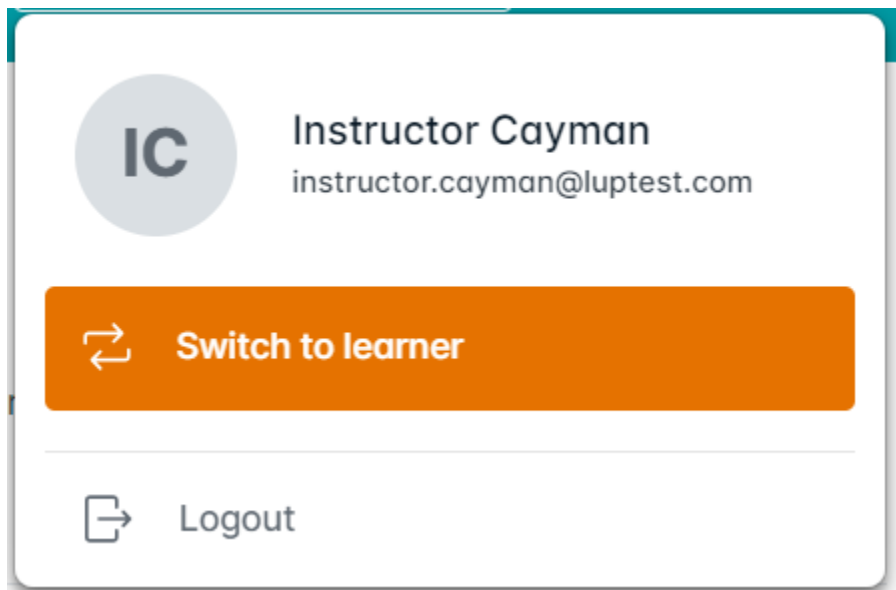 IC
Instructor Cayman
instructor.cayman@luptest.com
Switch to learner
Logout